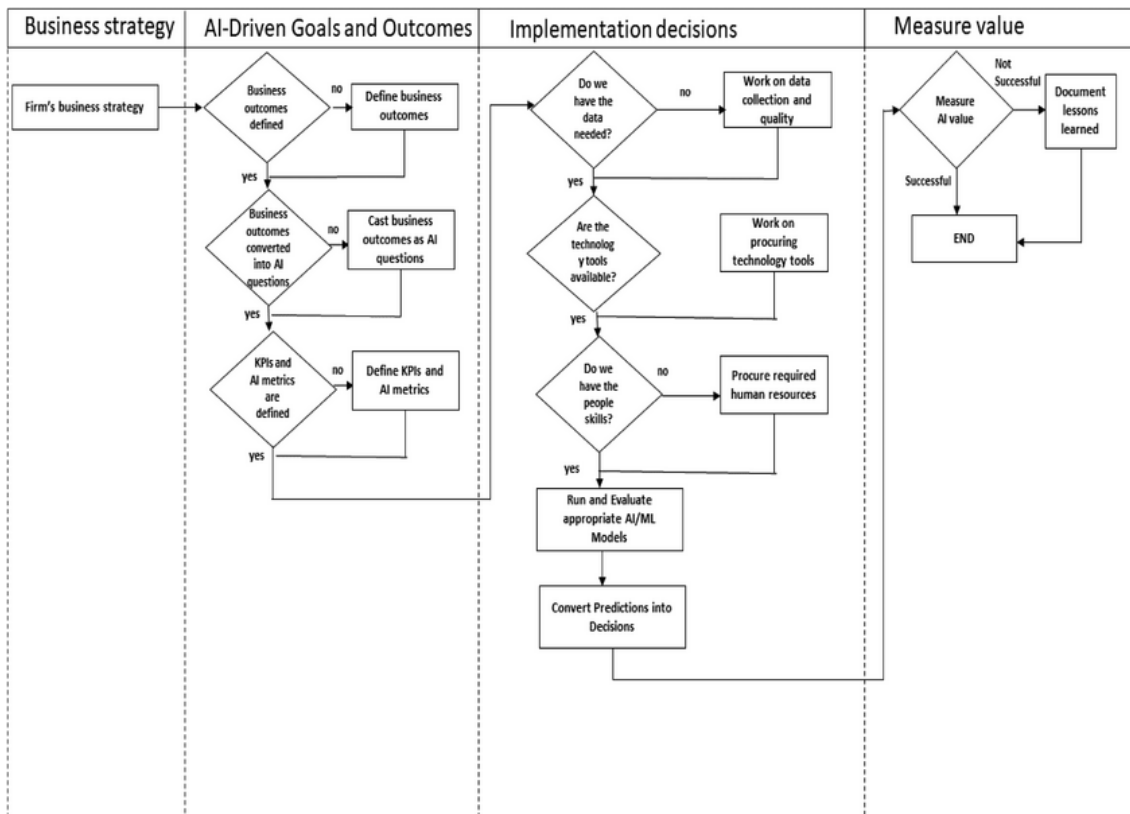 Business strategy
AI-Driven Goals and Outcomes
Implementation decisions
Measure value
Firm's business strategy
Business
outcomes
defined
no
Define business
outcomes
yes
Business
outcomes
converted
into AI
questions
no
Cast business
outcomes as AI
questions
yes
KPIs and
AI metrics
are
defined
no
Define KPIs and
AI metrics
yes
Do we
have the
data
needed?
no
Work on data
collection and
quality
yes
Are the
technolog
y tools
available?
Work on
procuring
technology tools
yes
Do we
have the
people
skills?
no
Procure required
human resources
yes
Run and Evaluate
appropriate AI/ML
Models
Convert Predictions into
Decisions
Measure
AI value
Not
Successful
Document
lessons
learned
Successful
END